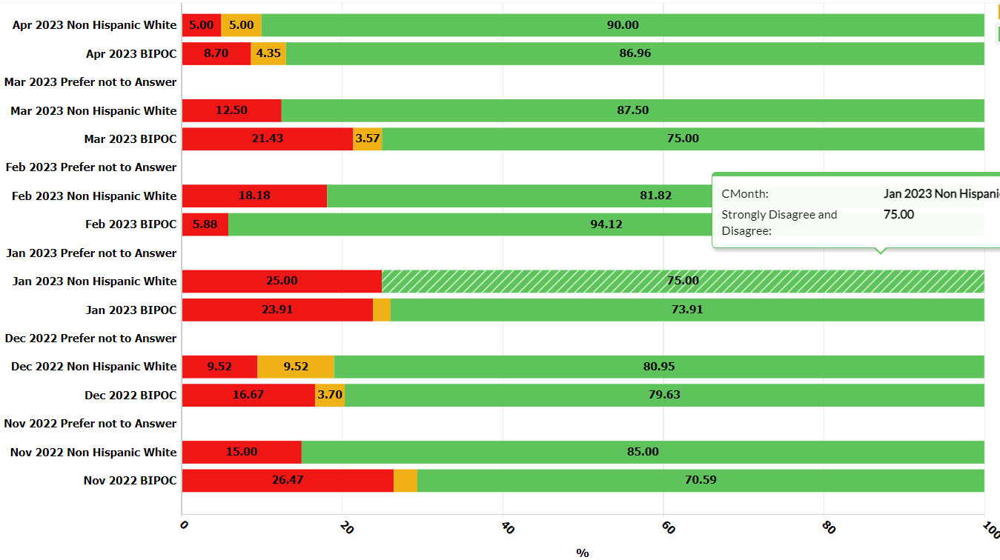 Apr 2023 Non Hispanic White 5.00 5.00 90.00
Apr 2023 BIPOC 8.70 4.35 86.96
Mar 2023 Prefer not to Answer
Mar 2023 Non Hispanic White 12.50 87.50
Mar 2023 BIPOC 21.43 3.57 75.00
Feb 2023 Prefer not to Answer
Feb 2023 Non Hispanic White 18.18 81.82
CMonth: Jan 2023 Non Hispani
Strongly Disagree and 75.00
Disagree:
Feb 2023 BIPOC 5.88 94.12
Jan 2023 Prefer not to Answer
Jan 2023 Non Hispanic White 25.00 75.00
Jan 2023 BIPOC 23.91 73.91
Dec 2022 Prefer not to Answer
Dec 2022 Non Hispanic White 9.52 9.52 80.95
Dec 2022 BIPOC 16.67 3.70 79.63
Nov 2022 Prefer not to Answer
Nov 2022 Non Hispanic White 15.00 85.00
Nov 2022 BIPOC 26.47 70.59
0 20 40 60 80 100
%